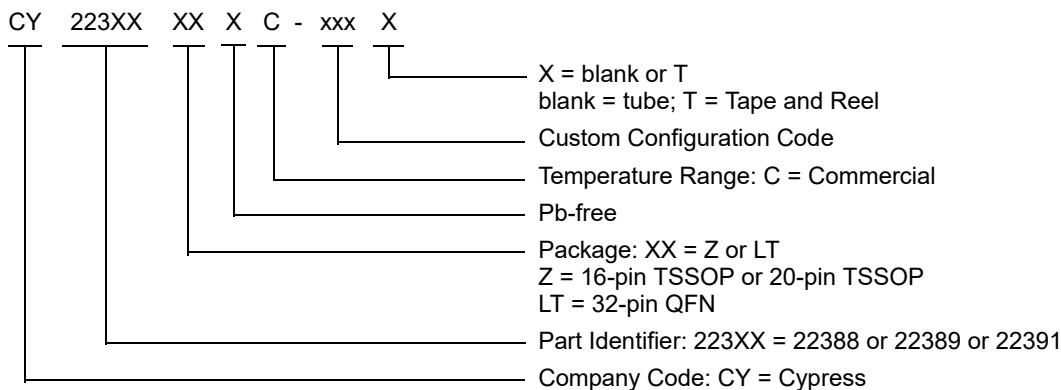 CY 223XX XX X C - xxx X
X = blank or T
blank = tube; T = Tape and Reel
Custom Configuration Code
Temperature Range: C = Commercial
Pb-free
Package: XX = Z or LT
Z = 16-pin TSSOP or 20-pin TSSOP
LT = 32-pin QFN
Part Identifier: 223XX = 22388 or 22389 or 22391
Company Code: CY = Cypress